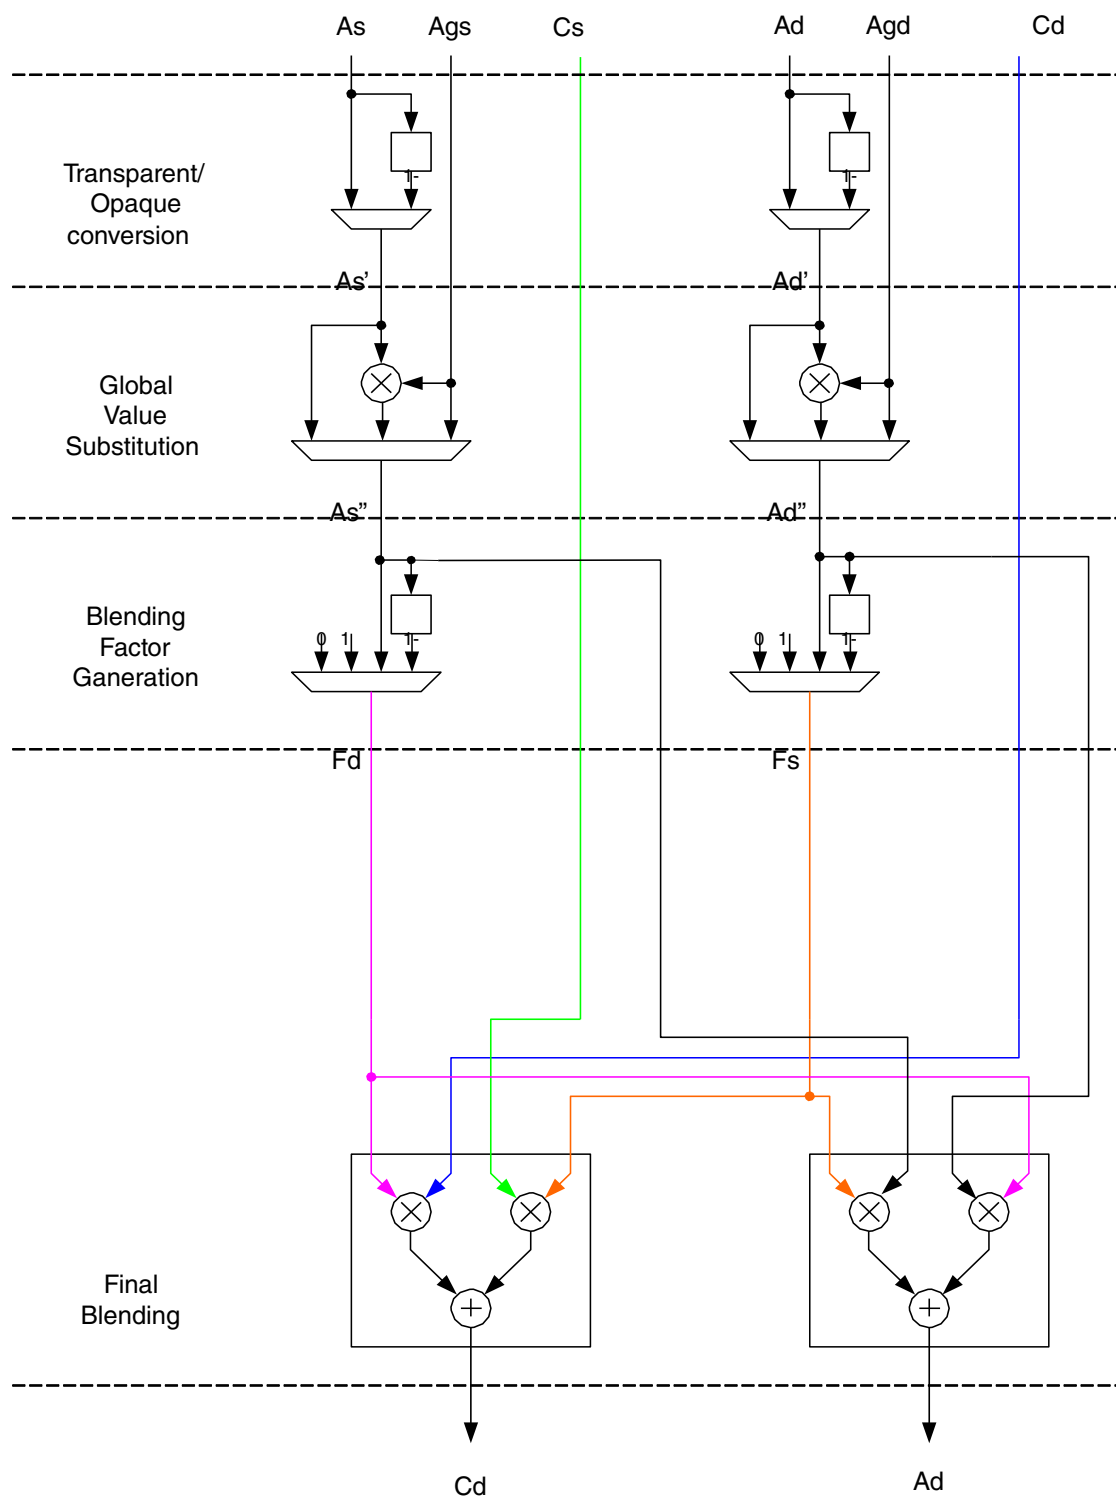 As Ags Cs Ad Agd Cd
1- 1-
Transparent/
Opaque
conversion
As’ Ad’
Global
Value
Substitution
As” Ad”
Blending
Factor
Ganeration
0 1 1- 0 1 1-
Fd Fs
Final
Blending
Cd Ad